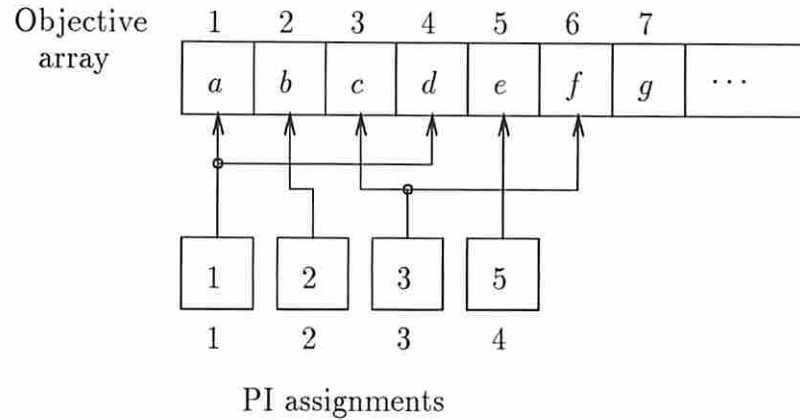 Objective array
1 2 3 4 5 6 7
a b c d e f g ...
1 2 3 5
1 2 3 4
PI assignments